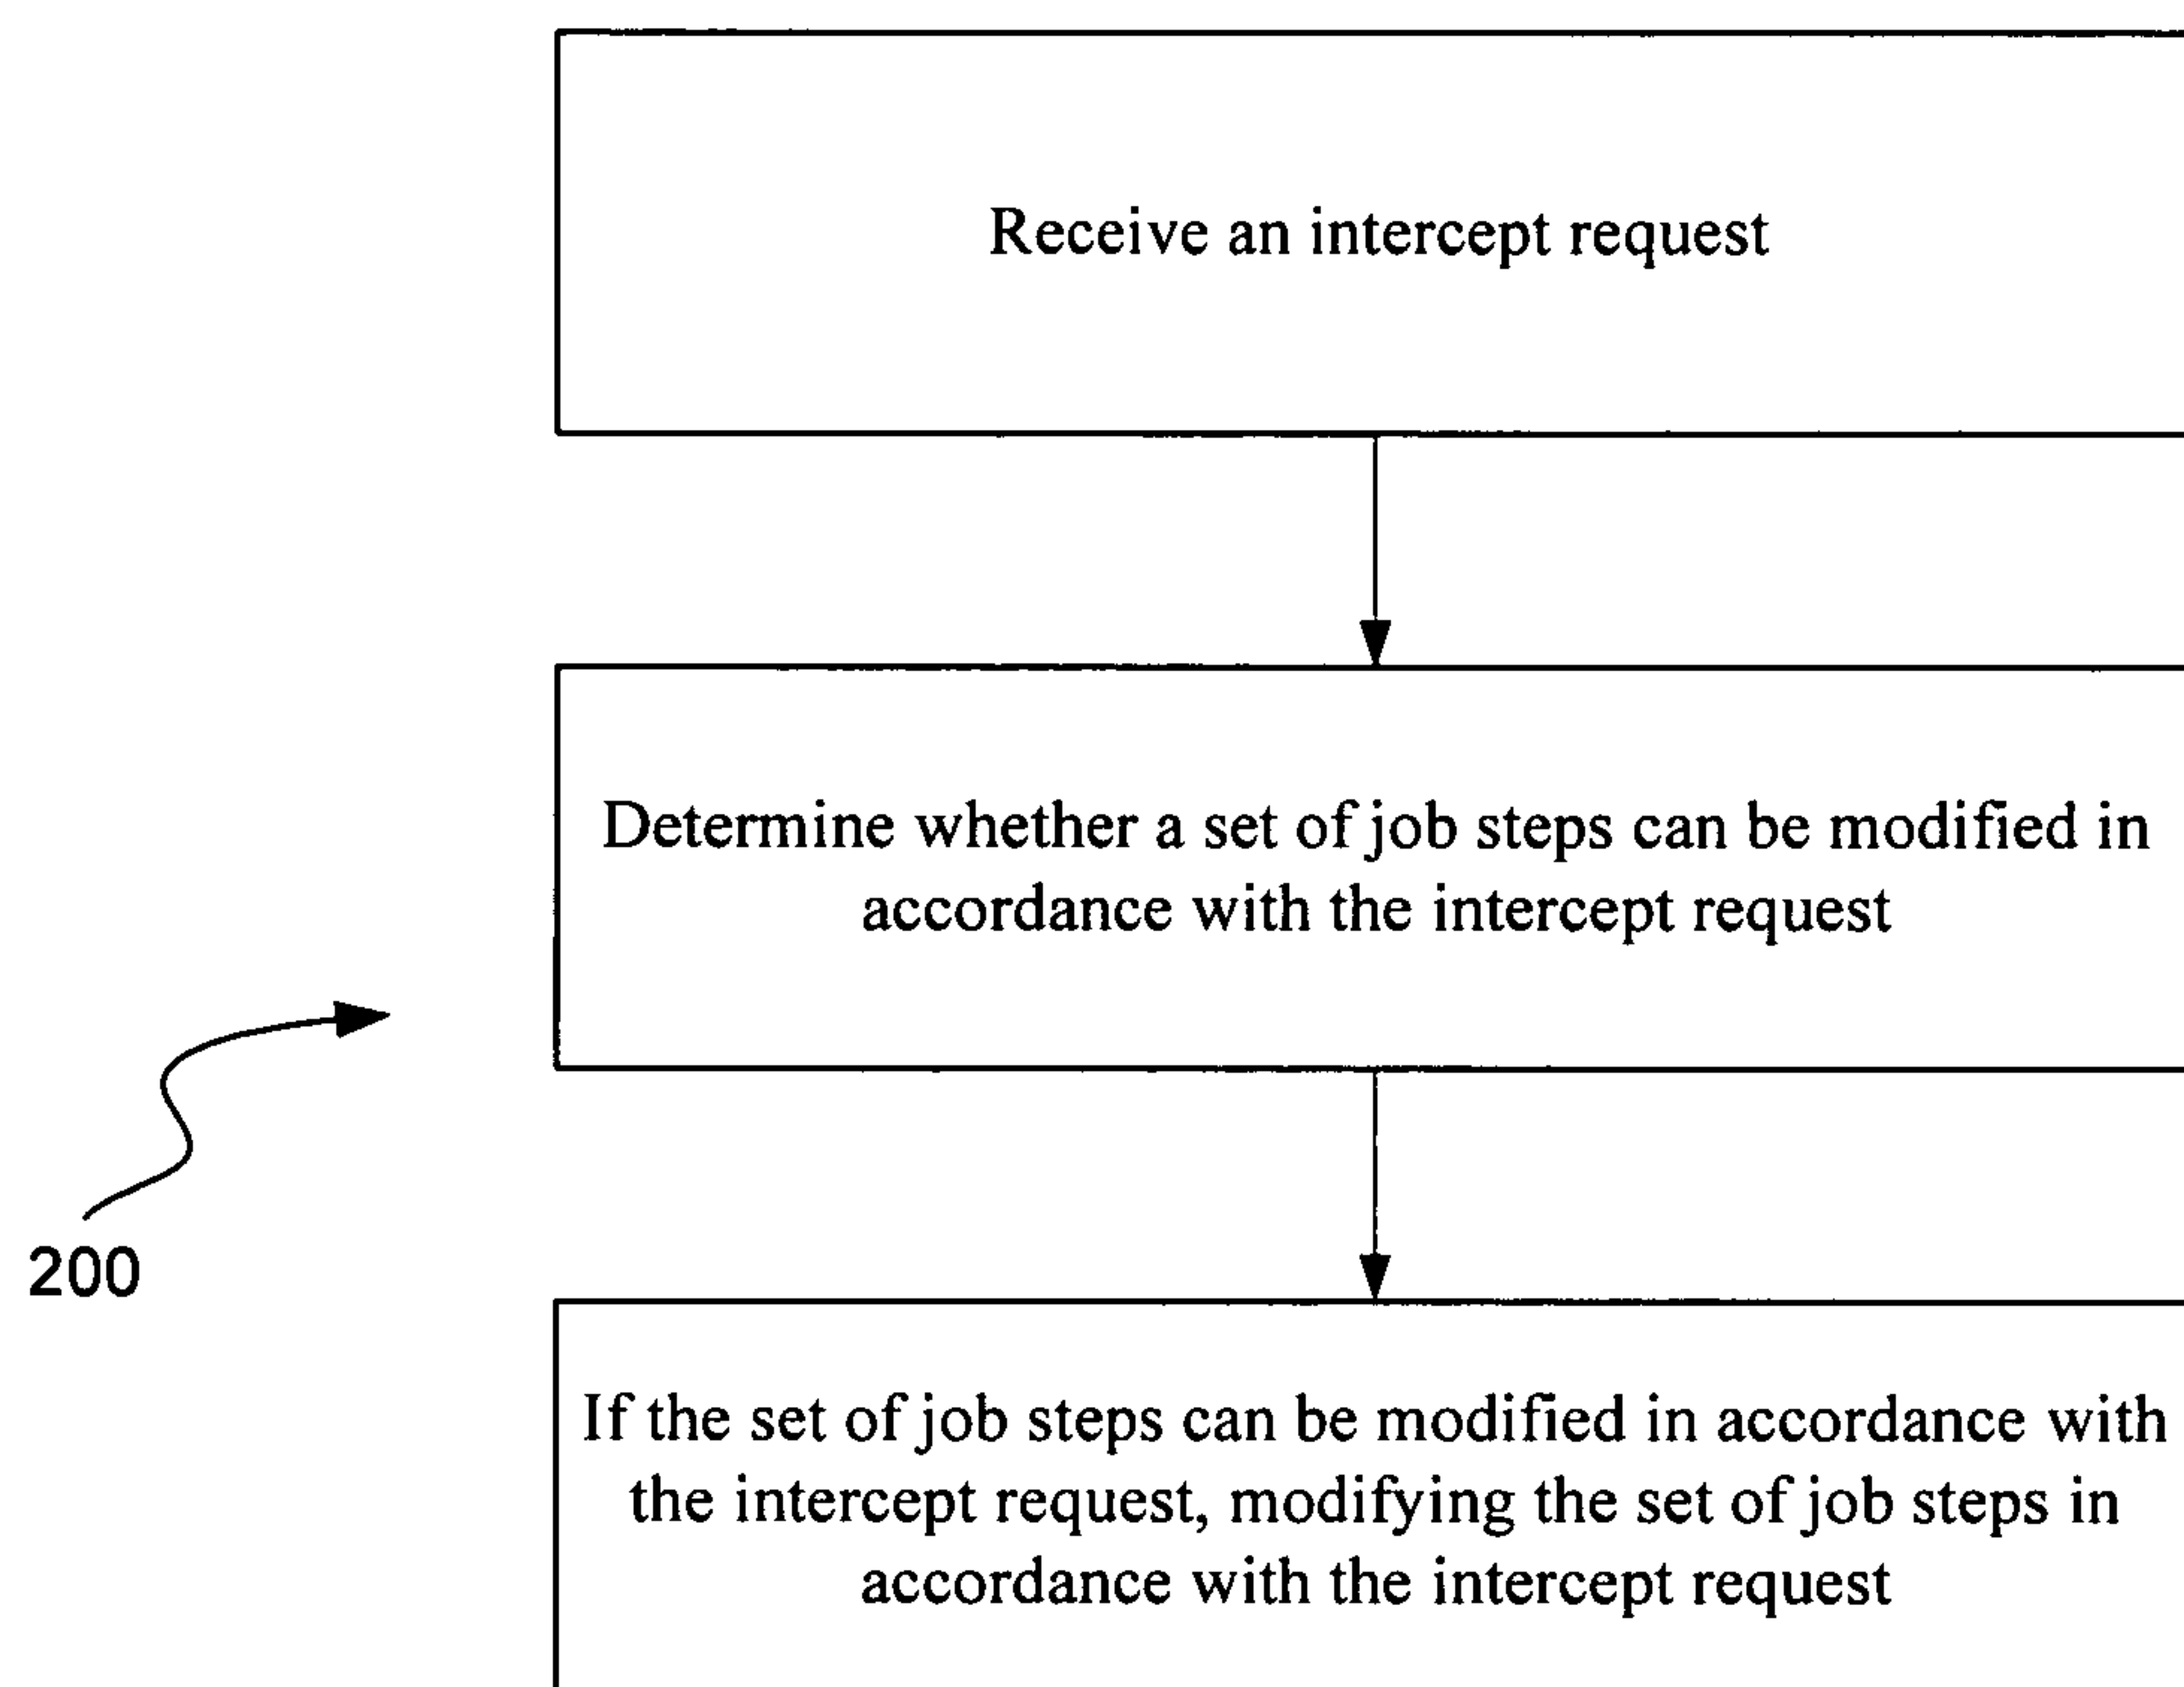 Receive an intercept request
Determine whether a set of job steps can be modified in
accordance with the intercept request
200
If the set of job steps can be modified in accordance with
the intercept request, modifying the set of job steps in
accordance with the intercept request